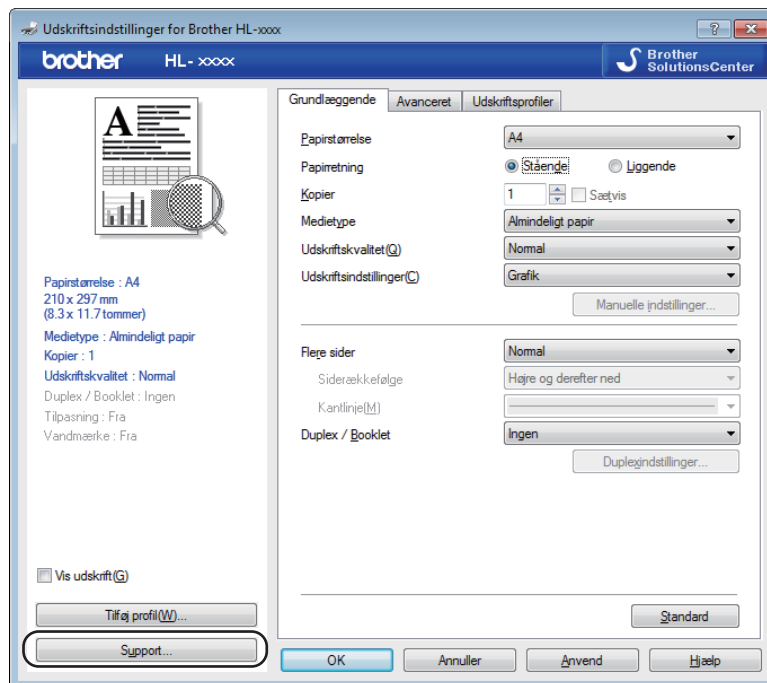 Udskriftsindstillinger for Brother HL-xxxx
brother HL- xxxx
Brother
SolutionsCenter
A
Papirstørrelse : A4
210 x 297 mm
(8.3 x 11.7 tommer)
Medietype : Almindeligt papir
Kopier : 1
Udskriftskvalitet : Normal
Duplex / Booklet : Ingen
Tilpasning : Fra
Vandmærke : Fra
Vis udskrift(G)
Tilføj profil(W)...
Support...
Grundlæggende Avanceret Udskriftsprofiler
Papirstørrelse A4
Papirretning Stående Liggende
Kopier 1 Sætvis
Medietype Almindeligt papir
Udskriftskvalitet(Q) Normal
Udskriftsindstillinger(C) Grafik
Manuelle indstillinger...
Flere sider Normal
Siderækkefølge Højre og derefter ned
Kantlinje(M)
Duplex / Booklet Ingen
Duplexindstillinger...
Standard
OK Annuller Anvend Hjælp